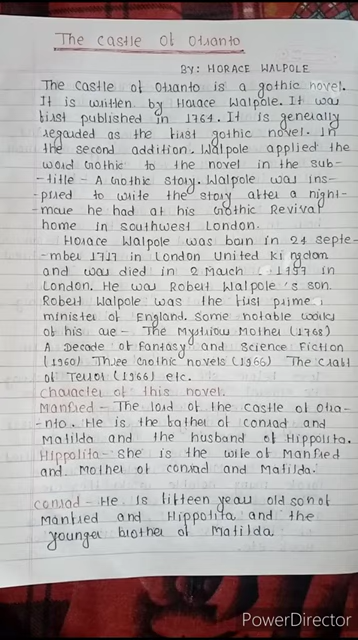 The Castle Of Otranto
BY: HORACE WALPOLE
The Castle of Otranto is a gothic novel.
It is written by Horace Walpole. It was
first published in 1764. It is generally
regarded as the first gothic novel. In
the second addition. Walpole applied the
word Gothic to the novel in the sub-
-title - A Gothic Story. Walpole was ins-
-pired to write the story after a night-
-mare he had at his Gothic Revival
home in southwest London.
Horace Walpole was born in 24 septe-
-mber 1717 in London United Kingdom
and was died in 2 March 1797 in
London. He was Robert Walpole's son.
Robert Walpole was the first prime
minister of England. Some notable works
of his are - The Mysterious Mother (1768)
A Decade of Fantasy and Science Fiction
(1960) Three Gothic novels (1966) The Craft
of Terror (1966) etc.
Character of this novel.
Manfred - The lord of the castle of Otra-
-nto. He is the father of conrad and
Matilda and the husband of Hippolita.
Hippolita - She is the wife of Manfred
and Mother of conrad and Matilda.
conrad - He is fifteen year old son of
Manfred and Hippolita and the
younger brother of Matilda.
PowerDirector